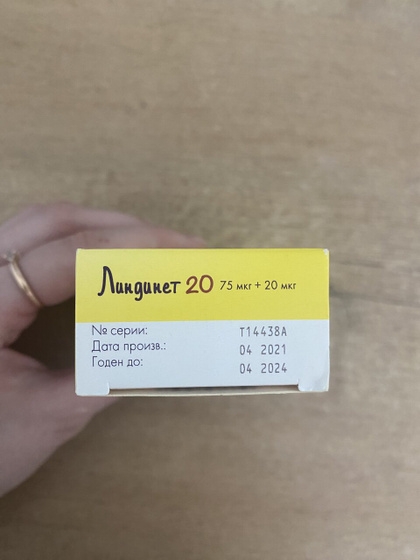 Линдинет 20 75 мкг + 20 мкг
№ серии: T14438A
Дата произв.: 04 2021
Годен до: 04 2024